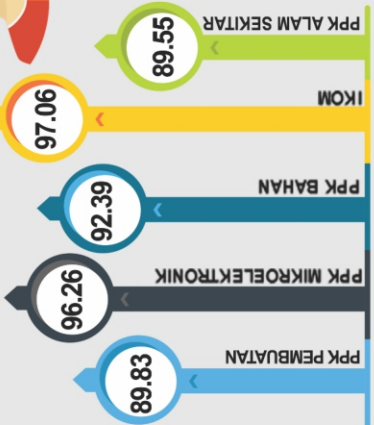 PPK ALAM SEKITAR
89.55
IKOM
97.06
PPK BAHAN
92.39
PPK MIKROELEKTRONIK
96.26
PPK PEMBUATAN
89.83